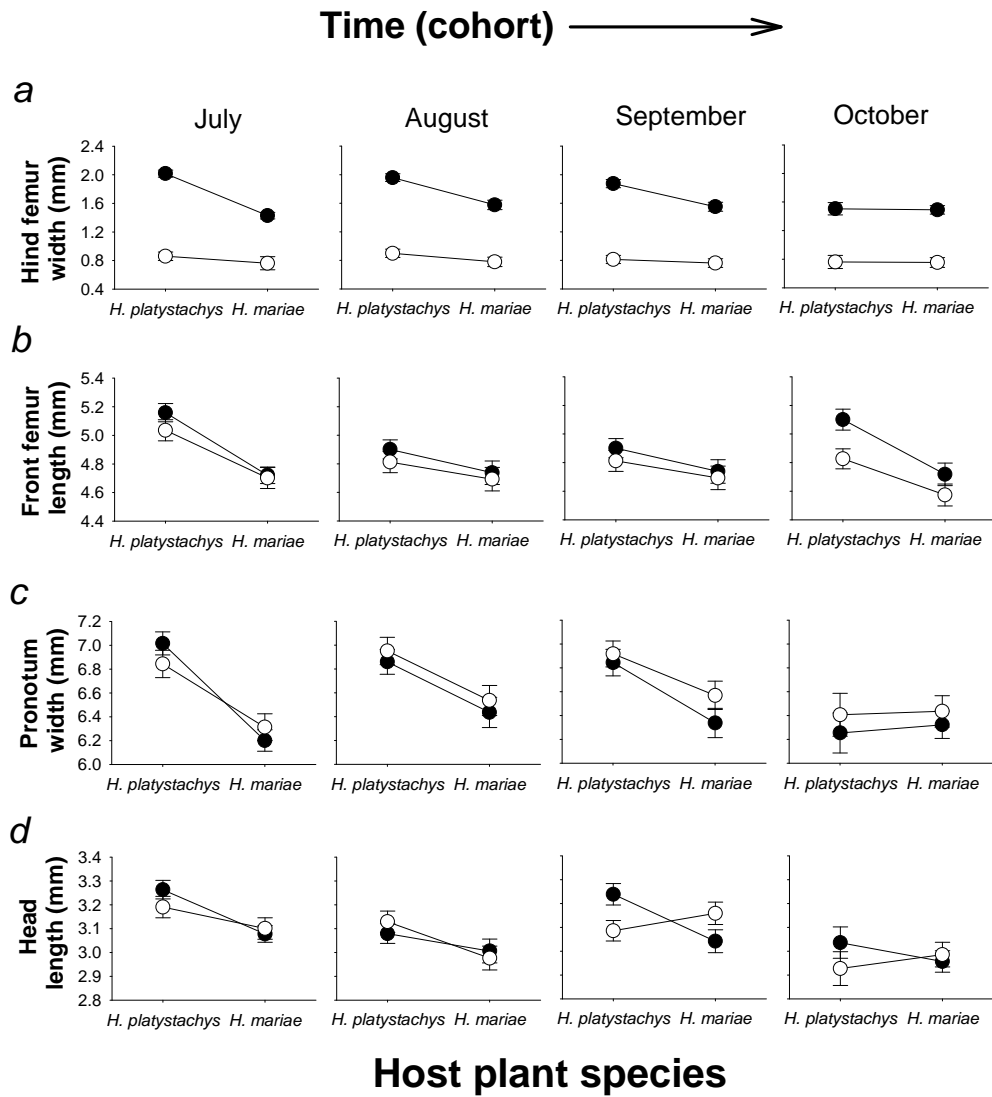 Time (cohort)
a
July August September October
Hind femur
width (mm)
2.4
2.0
1.6
1.2
0.8
0.4
H. platystachys H. mariae H. platystachys H. mariae H. platystachys H. mariae H. platystachys H. mariae
b
Front femur
length (mm)
5.4
5.2
5.0
4.8
4.6
4.4
H. platystachys H. mariae H. platystachys H. mariae H. platystachys H. mariae H. platystachys H. mariae
c
Pronotum
width (mm)
7.2
7.0
6.8
6.6
6.4
6.2
6.0
H. platystachys H. mariae H. platystachys H. mariae H. platystachys H. mariae H. platystachys H. mariae
d
Head
length (mm)
3.4
3.3
3.2
3.1
3.0
2.9
2.8
H. platystachys H. mariae H. platystachys H. mariae H. platystachys H. mariae H. platystachys H. mariae
Host plant species